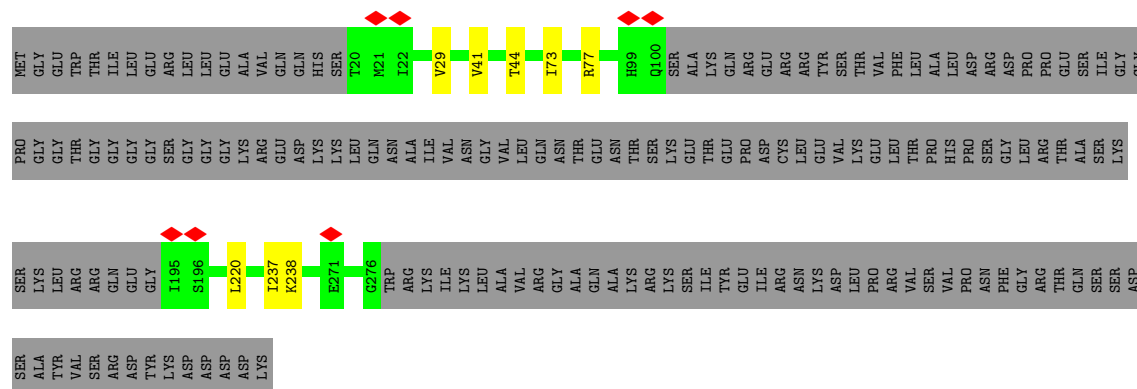 MET GLY GLU TRP THR ILE LEU GLU ARG LEU LEU GLU ALA VAL GLN GLN HIS SER T20 M21 I22 V29 V41 T44 I73 R77 H99 Q100 SER ALA LYS GLN ARG GLU ARG ARG TYR SER THR VAL PHE LEU ALA LEU ASP ARG ASP PRO PRO GLU SER ILE GLY
PRO GLY GLY THR GLY GLY GLY GLY SER GLY GLY GLY LYS ARG GLU ASP LYS LYS LEU GLN ASN ALA ILE VAL ASN GLY VAL LEU GLN ASN THR GLU ASN THR SER LYS GLU THR GLU PRO ASP CYS LEU GLU VAL LYS GLU LEU THR PRO HIS PRO SER GLY LEU ARG THR ALA SER LYS
SER LYS LEU ARG ARG GLN GLU GLY I195 S196 L220 I237 K238 E271 G276 TRP ARG LYS ILE LYS LEU ALA VAL ARG GLY ALA GLN ALA LYS ARG LYS SER ILE TYR GLU ILE ARG ASN LYS ASP LEU PRO ARG VAL SER VAL PRO ASN PHE GLY ARG THR GLN SER SER ASP
SER ALA TYR VAL SER ARG ASP TYR LYS ASP ASP ASP ASP LYS